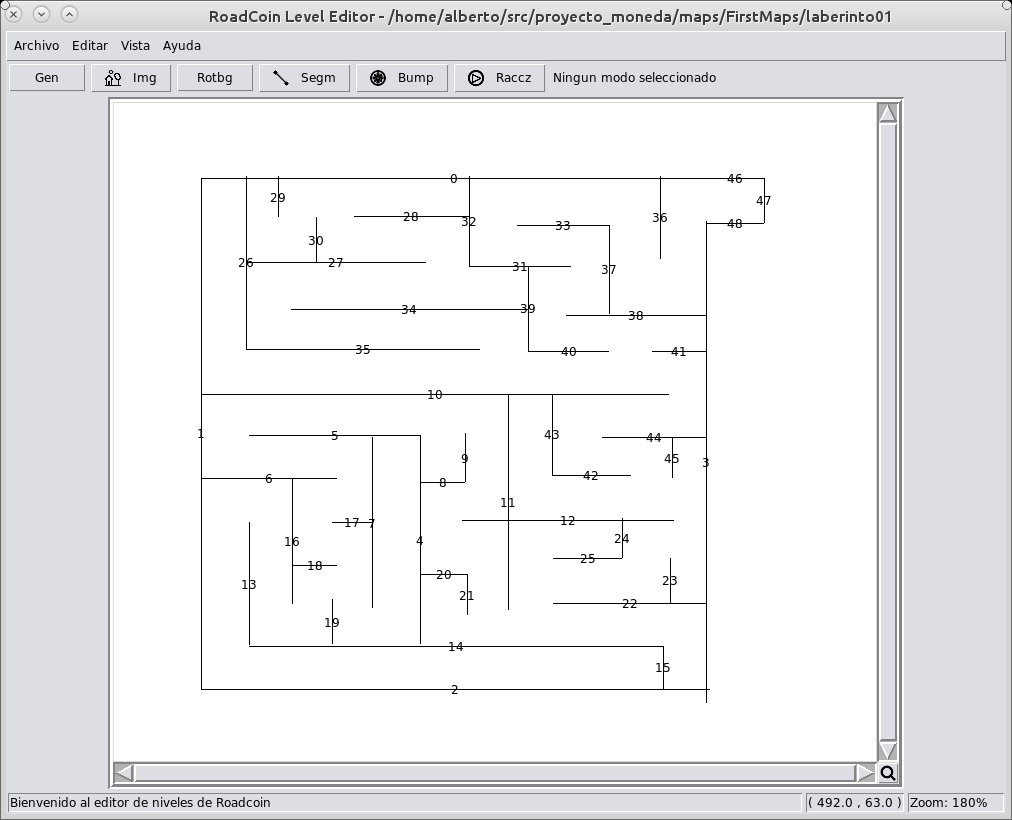 RoadCoin Level Editor - /home/alberto/src/proyecto_moneda/maps/FirstMaps/laberinto01
Archivo Editar Vista Ayuda
Gen Img Rotbg Segm Bump Raccz Ningun modo seleccionado
0 46
29 47
28 32 36 48
33
30
26 27 31 37
34 39 38
35 40 41
10
1 5 43 44
9 45 3
6 8 42
11
17 7 12
16 4 24
25
18 20 23
13 21
22
19
14
15
2
Bienvenido al editor de niveles de Roadcoin ( 492.0 , 63.0 ) Zoom: 180%